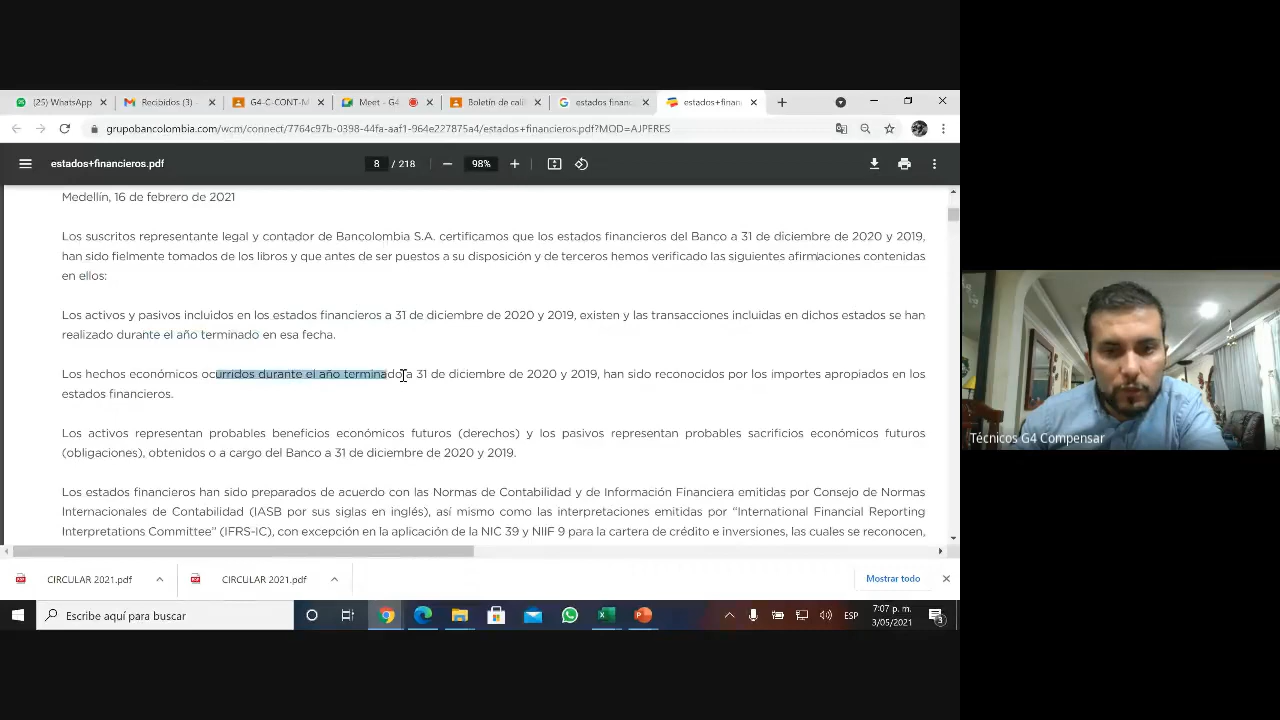 (25) WhatsApp
Recibidos (3) -
G4-C-CONT-M
Meet – G4
Boletín de cali
estados financ
estados+finan
grupobancolombia.com/wcm/connect/7764c97b-0398-44fa-aaf1-964e227875a4/estados+financieros.pdf?MOD=AJPERES
estados+financieros.pdf
8 / 218
98%
Medellín, 16 de febrero de 2021
Los suscritos representante legal y contador de Bancolombia S.A. certificamos que los estados financieros del Banco a 31 de diciembre de 2020 y 2019,
han sido fielmente tomados de los libros y que antes de ser puestos a su disposición y de terceros hemos verificado las siguientes afirmaciones contenidas
en ellos:
Los activos y pasivos incluidos en los estados financieros a 31 de diciembre de 2020 y 2019, existen y las transacciones incluidas en dichos estados se han
realizado durante el año terminado en esa fecha.
Los hechos económicos ocurridos durante el año terminado a 31 de diciembre de 2020 y 2019, han sido reconocidos por los importes apropiados en los
estados financieros.
Los activos representan probables beneficios económicos futuros (derechos) y los pasivos representan probables sacrificios económicos futuros
(obligaciones), obtenidos o a cargo del Banco a 31 de diciembre de 2020 y 2019.
Los estados financieros han sido preparados de acuerdo con las Normas de Contabilidad y de Información Financiera emitidas por Consejo de Normas
Internacionales de Contabilidad (IASB por sus siglas en inglés), así mismo como las interpretaciones emitidas por “International Financial Reporting
Interpretations Committee” (IFRS-IC), con excepción en la aplicación de la NIC 39 y NIIF 9 para la cartera de crédito e inversiones, las cuales se reconocen,
Técnicos G4 Compensar
CIRCULAR 2021.pdf
CIRCULAR 2021.pdf
Mostrar todo
Escribe aquí para buscar
ESP
7:07 p. m.
3/05/2021
3